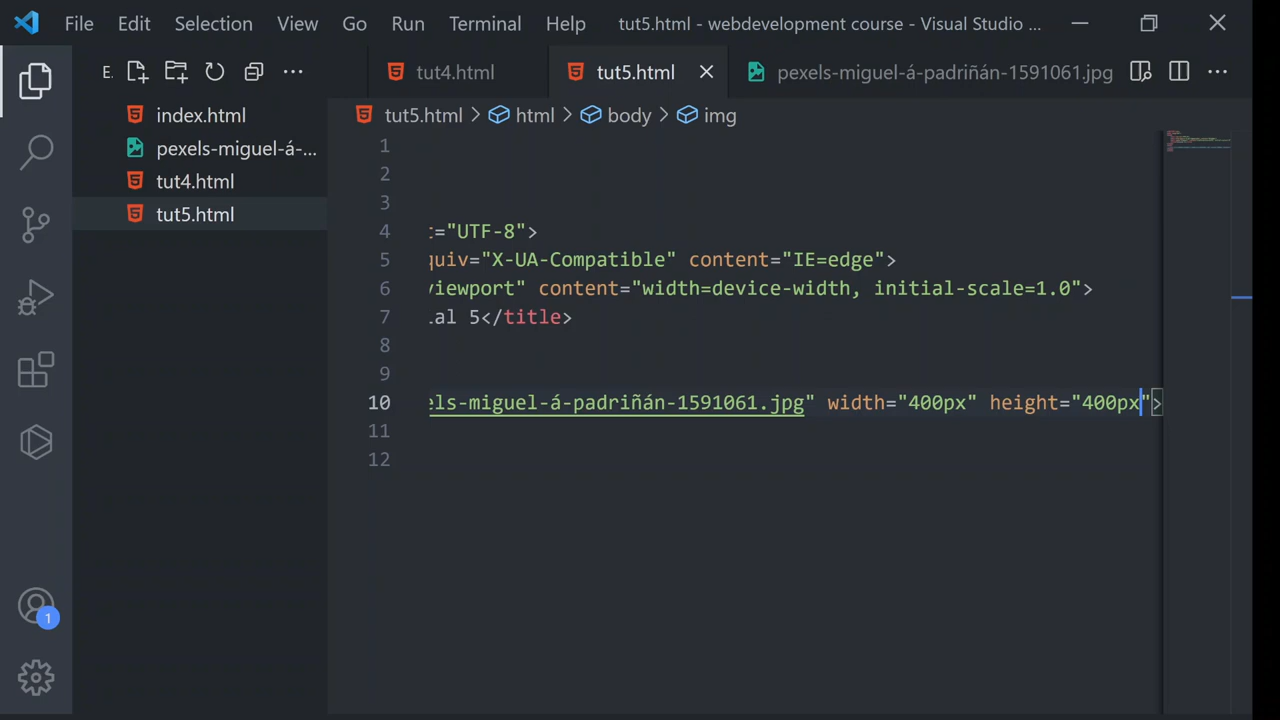 File Edit Selection View Go Run Terminal Help tut5.html - webdevelopment course - Visual Studio ...
E. ...
tut4.html tut5.html pexels-miguel-á-padriñán-1591061.jpg ...
index.html
pexels-miguel-á-...
tut4.html
tut5.html
tut5.html > html > body > img
1
2
3
4 t="UTF-8">
5 quiv="X-UA-Compatible" content="IE=edge">
6 viewport" content="width=device-width, initial-scale=1.0">
7 ial 5</title>
8
9
10 els-miguel-á-padriñán-1591061.jpg" width="400px" height="400px">
11
12
1